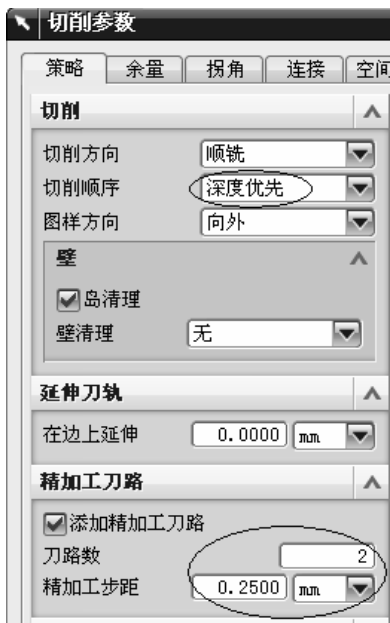 切削参数
策略 余量 拐角 连接
切削
切削方向 顺铣
切削顺序 深度优先
图样方向 向外
壁
岛清理
壁清理 无
延伸刀轨
在边上延伸 0.0000 mm
精加工刀路
添加精加工刀路
刀路数 2
精加工步距 0.2500 mm